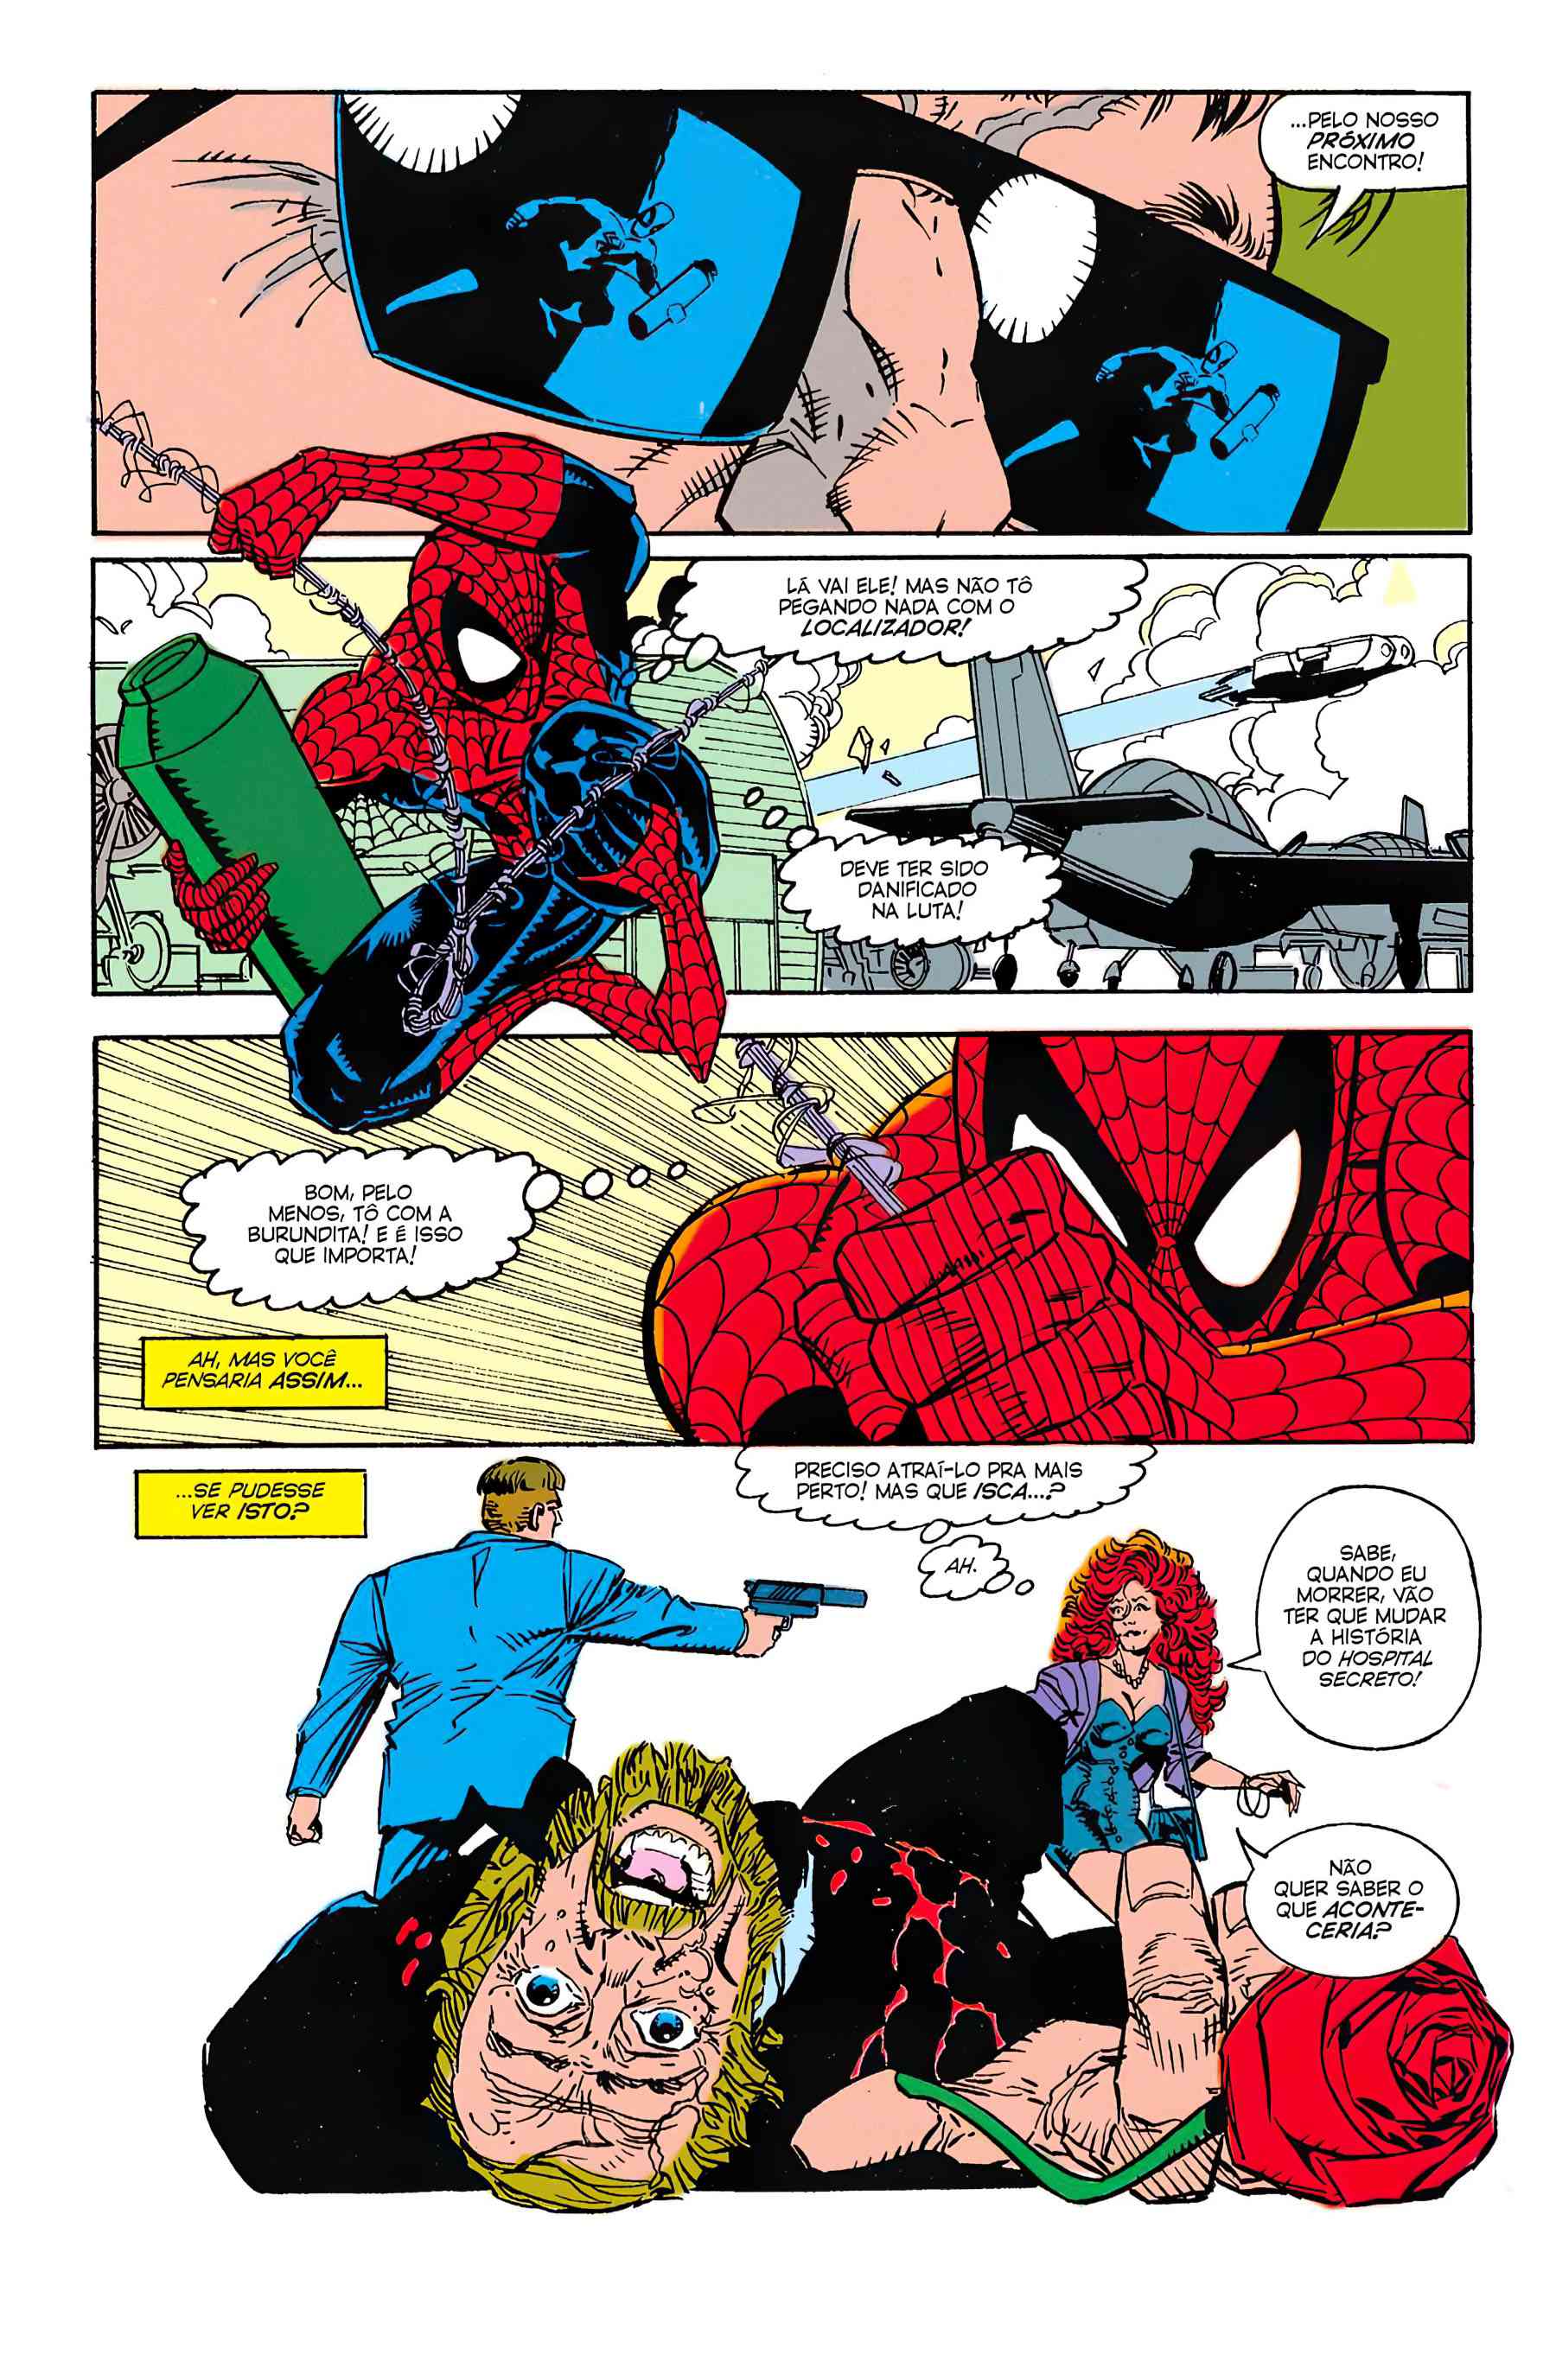 ...PELO NOSSO
PRÓXIMO
ENCONTRO!
LÁ VAI ELE! MAS NÃO TÔ
PEGANDO NADA COM O
LOCALIZADOR!
DEVE TER SIDO
DANIFICADO
NA LUTA!
BOM, PELO
MENOS, TÔ COM A
BURUNDITA! E É ISSO
QUE IMPORTA!
AH, MAS VOCÊ
PENSARIA ASSIM...
...SE PUDESSE
VER ISTO?
PRECISO ATRAÍ-LO PRA MAIS
PERTO! MAS QUE ISCA...?
AH.
SABE,
QUANDO EU
MORRER, VÃO
TER QUE MUDAR
A HISTÓRIA
DO HOSPITAL
SECRETO!
NÃO
QUER SABER O
QUE ACONTE-
CERIA?